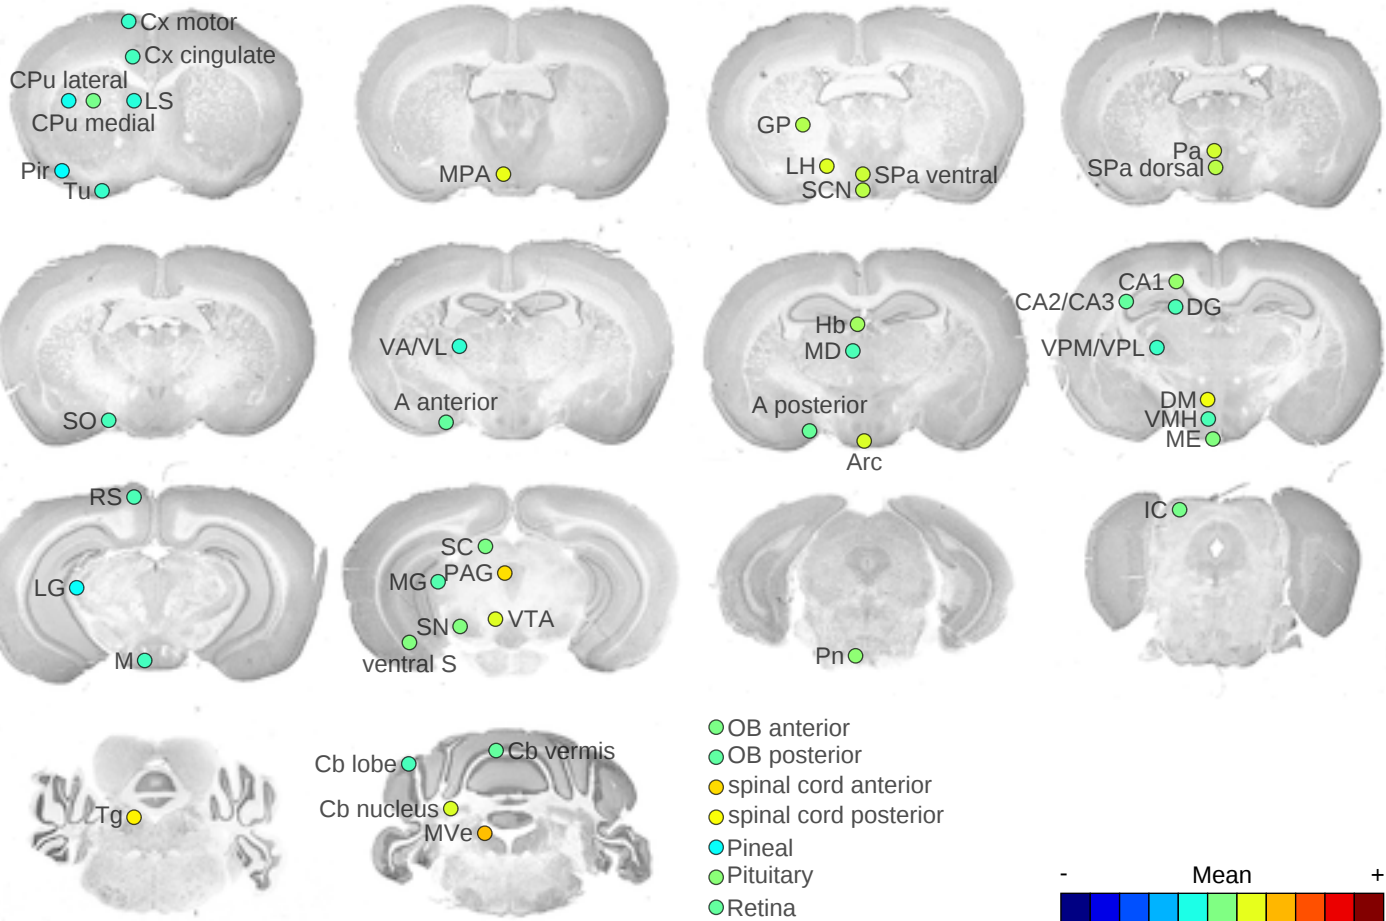 Cx motor
Cx cingulate
CPu lateral
LS
CPu medial
Pir
Tu
MPA
GP
LH
SPa ventral
SCN
Pa
SPa dorsal
SO
VA/VL
A anterior
Hb
MD
A posterior
Arc
CA1
CA2/CA3
DG
VPM/VPL
DM
VMH
ME
RS
LG
M
SC
PAG
MG
VTA
SN
ventral S
Pn
IC
Tg
Cb vermis
Cb lobe
Cb nucleus
MVe
OB anterior
OB posterior
spinal cord anterior
spinal cord posterior
Pineal
Pituitary
Retina
- Mean +